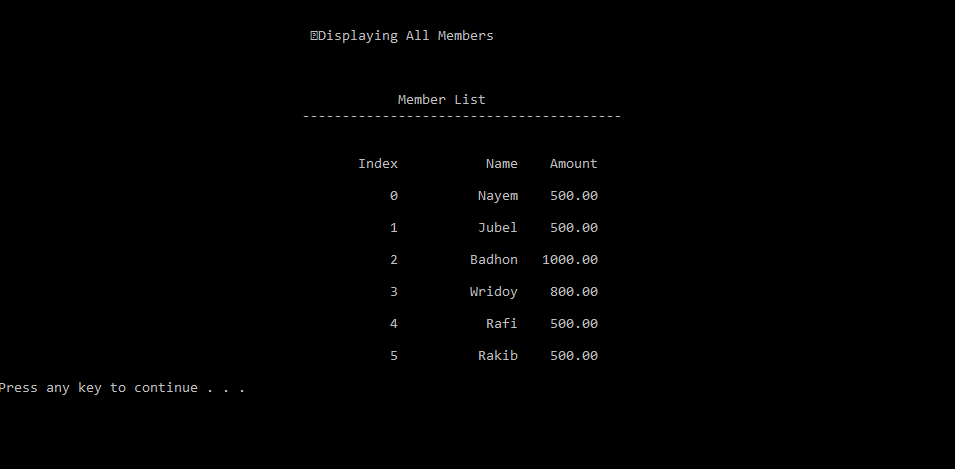 Displaying All Members
Member List
----------------------------------------
Index Name Amount
0 Nayem 500.00
1 Jubel 500.00
2 Badhon 1000.00
3 Wridoy 800.00
4 Rafi 500.00
5 Rakib 500.00
Press any key to continue . . .